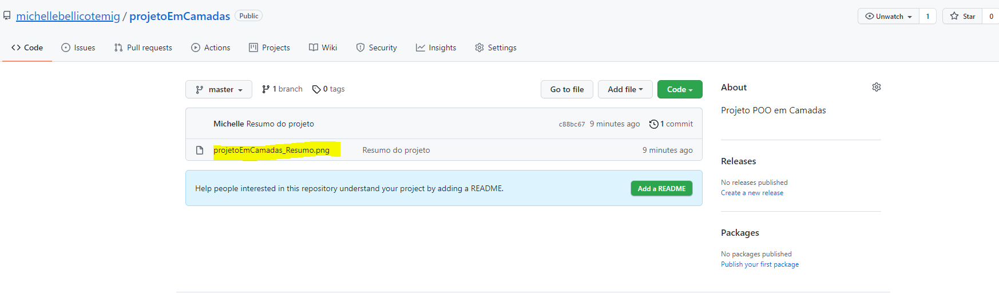 michellebellicotemig / projetoEmCamadas Public
Unwatch 1 Star 0
Code Issues Pull requests Actions Projects Wiki Security Insights Settings
master 1 branch 0 tags Go to file Add file Code
Michelle Resumo do projeto c88bc67 9 minutes ago 1 commit
projetoEmCamadas_Resumo.png Resumo do projeto 9 minutes ago
Help people interested in this repository understand your project by adding a README. Add a README
About
Projeto POO em Camadas
Releases
No releases published
Create a new release
Packages
No packages published
Publish your first package